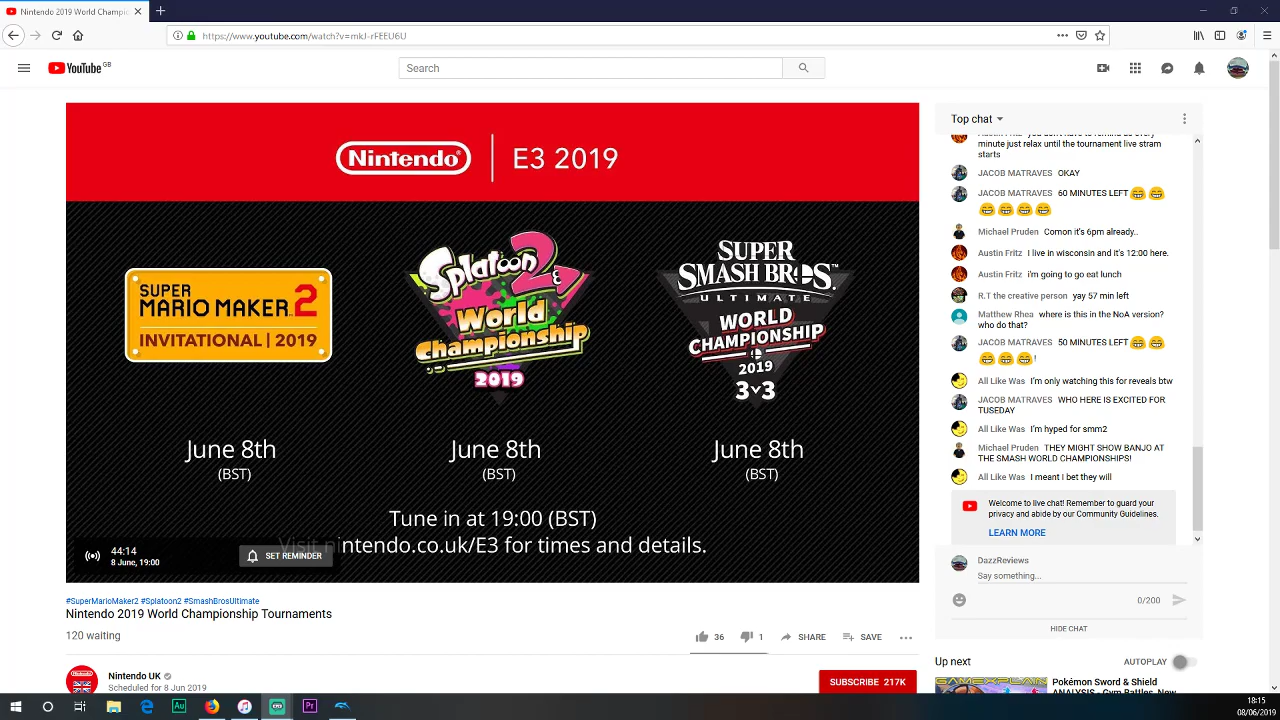 Nintendo 2019 World Champio
https://www.youtube.com/watch?v=mkJ-rFEEU6U
YouTube GB
Search
Nintendo E3 2019
SUPER
MARIO MAKER 2
INVITATIONAL | 2019
Splatoon 2
World
Championship
2019
SUPER
SMASH BROS.™
ULTIMATE
WORLD
CHAMPIONSHIP
2019
3v3
June 8th
(BST)
June 8th
(BST)
June 8th
(BST)
Tune in at 19:00 (BST)
Visit nintendo.co.uk/E3 for times and details.
44:14
8 June, 19:00
SET REMINDER
#SuperMarioMaker2 #Splatoon2 #SmashBrosUltimate
Nintendo 2019 World Championship Tournaments
120 waiting
36
1
SHARE
SAVE
Nintendo UK
Scheduled for 8 Jun 2019
SUBSCRIBE 217K
Top chat
minute just relax until the tournament live stram
starts
JACOB MATRAVES OKAY
JACOB MATRAVES 60 MINUTES LEFT😂 😂
😂 😂 😂 😂
Michael Pruden Comon it's 6pm already..
Austin Fritz I live in wisconsin and it's 12:00 here.
Austin Fritz i'm going to go eat lunch
R.T the creative person yay 57 min left
Matthew Rhea where is this in the NoA version?
who do that?
JACOB MATRAVES 50 MINUTES LEFT😂 😂
😂 😂 😂 !
All Like Was I'm only watching this for reveals btw
JACOB MATRAVES WHO HERE IS EXCITED FOR
TUSEDAY
All Like Was I'm hyped for smm2
Michael Pruden THEY MIGHT SHOW BANJO AT
THE SMASH WORLD CHAMPIONSHIPS!
All Like Was I meant I bet they will
Welcome to live chat! Remember to guard your
privacy and abide by our Community Guidelines.
LEARN MORE
DazzReviews
Say something...
0/200
HIDE CHAT
Up next
AUTOPLAY
GAMEXPLAIN
Pokémon Sword & Shield
ANALYSIS - Gym Battles, New
18:15
08/06/2019